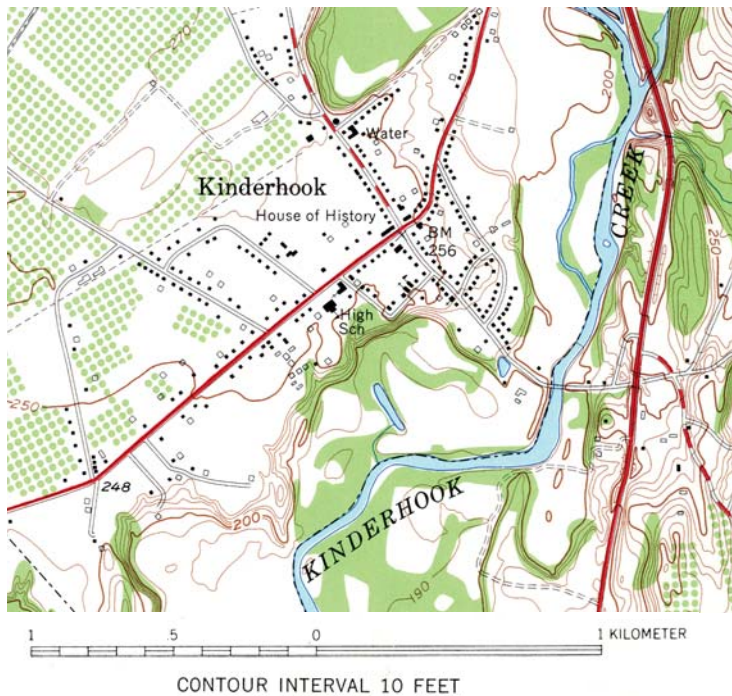 270
200
Water
Kinderhook
House of History
BM
256
CREEK
250
High
Sch
250
248
200
KINDERHOOK
190
1 .5 0 1 KILOMETER
CONTOUR INTERVAL 10 FEET